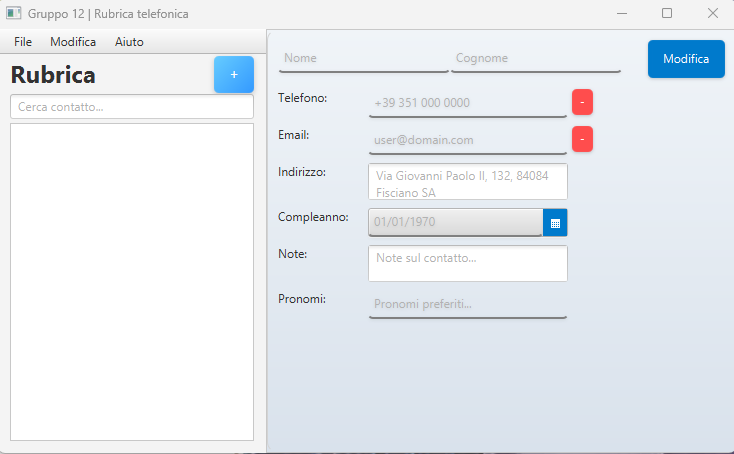 Gruppo 12 | Rubrica telefonica
File Modifica Aiuto
Rubrica
+
Cerca contatto...
Nome Cognome
Modifica
Telefono: +39 351 000 0000 -
Email: user@domain.com -
Indirizzo: Via Giovanni Paolo II, 132, 84084
Fisciano SA
Compleanno: 01/01/1970
Note: Note sul contatto...
Pronomi: Pronomi preferiti...